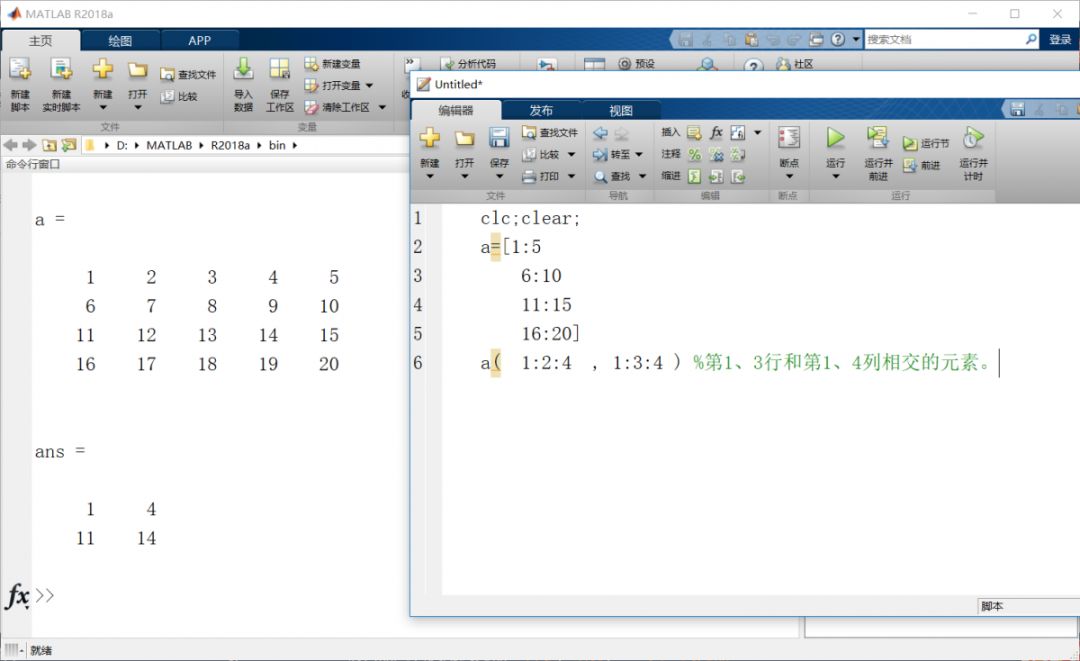 MATLAB R2018a
主页 绘图 APP
搜索文档 登录
新建脚本 新建实时脚本 新建 打开 查找文件 比较 导入数据 保存工作区 新建变量 打开变量 清除工作区 分析代码 预设 社区
文件 变量
D: MATLAB R2018a bin
命令行窗口
a =
1 2 3 4 5
6 7 8 9 10
11 12 13 14 15
16 17 18 19 20
ans =
1 4
11 14
fx >>
就绪
Untitled*
编辑器 发布 视图
新建 打开 保存 查找文件 比较 打印 转至 查找 插入 fx 注释 缩进 断点 运行 运行并前进 运行节 前进 运行并计时
文件 导航 编辑 断点 运行
1 clc;clear;
2 a=[1:5
3 6:10
4 11:15
5 16:20]
6 a( 1:2:4 , 1:3:4 ) %第1、3行和第1、4列相交的元素。
脚本